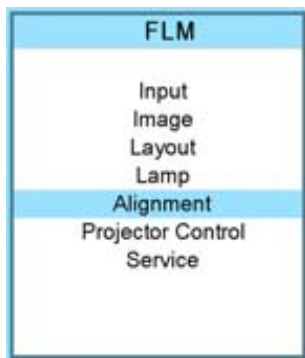 FLM
Input
Image
Layout
Lamp
Alignment
Projector Control
Service